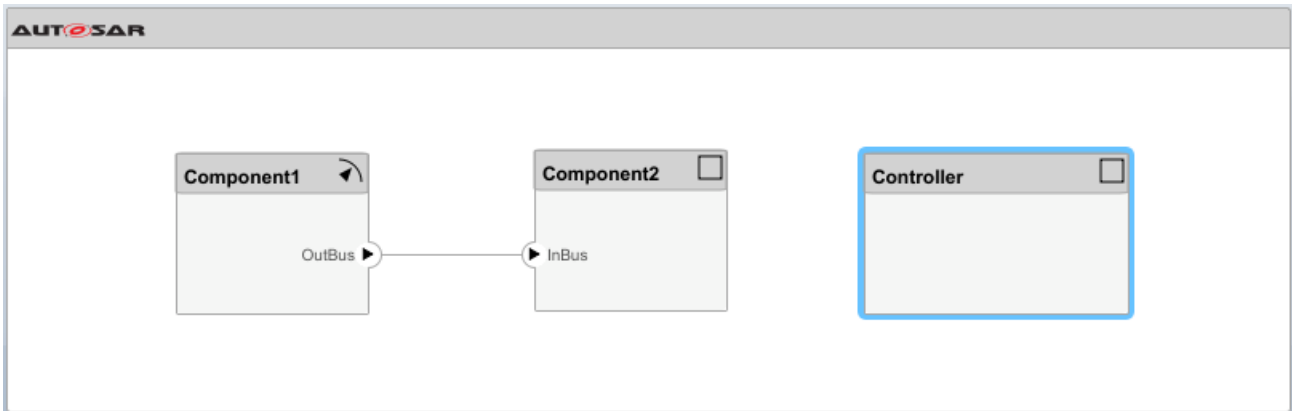 AUTOSAR
Component1
Component2
Controller
OutBus
InBus